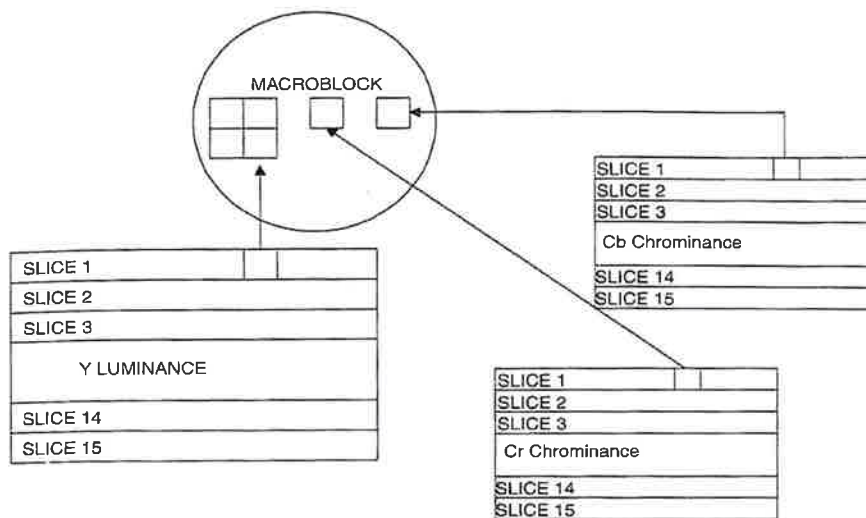 MACROBLOCK
SLICE 1
SLICE 2
SLICE 3
Y LUMINANCE
SLICE 14
SLICE 15
SLICE 1
SLICE 2
SLICE 3
Cb Chrominance
SLICE 14
SLICE 15
SLICE 1
SLICE 2
SLICE 3
Cr Chrominance
SLICE 14
SLICE 15